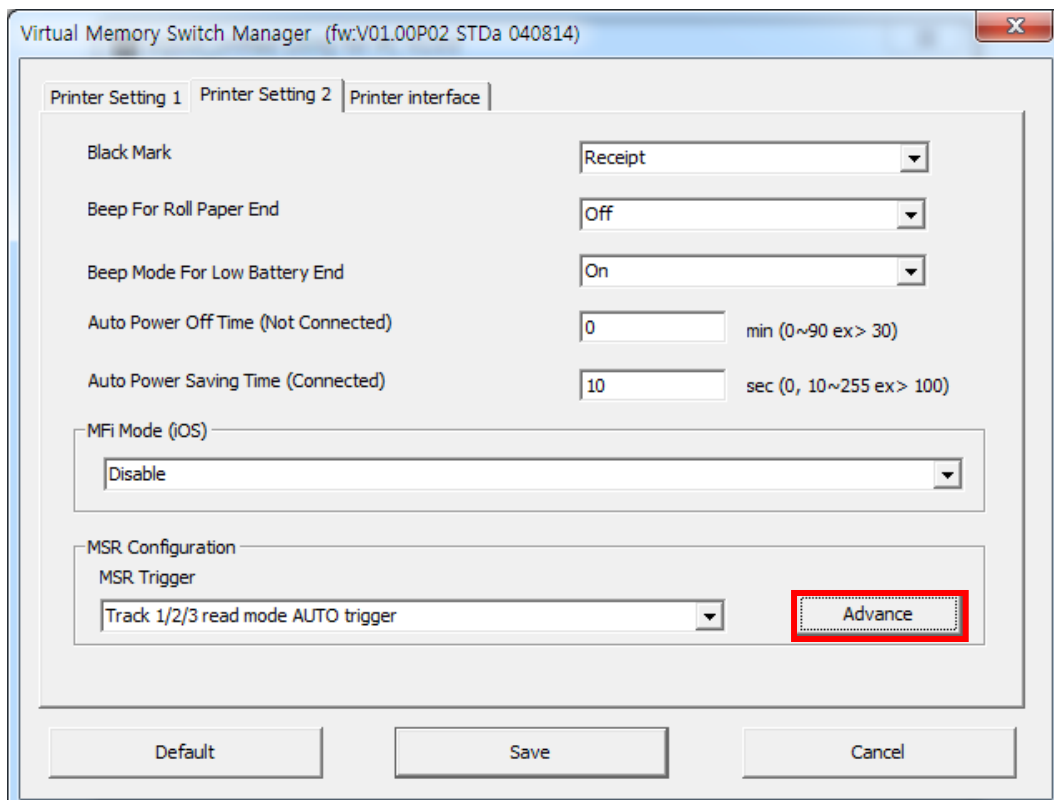 Virtual Memory Switch Manager  (fw:V01.00P02 STDa 040814)
Printer Setting 1 Printer Setting 2 Printer interface
Black Mark Receipt
Beep For Roll Paper End Off
Beep Mode For Low Battery End On
Auto Power Off Time (Not Connected) 0 min (0~90 ex> 30)
Auto Power Saving Time (Connected) 10 sec (0, 10~255 ex> 100)
MFi Mode (iOS)
Disable
MSR Configuration
MSR Trigger
Track 1/2/3 read mode AUTO trigger Advance
Default Save Cancel